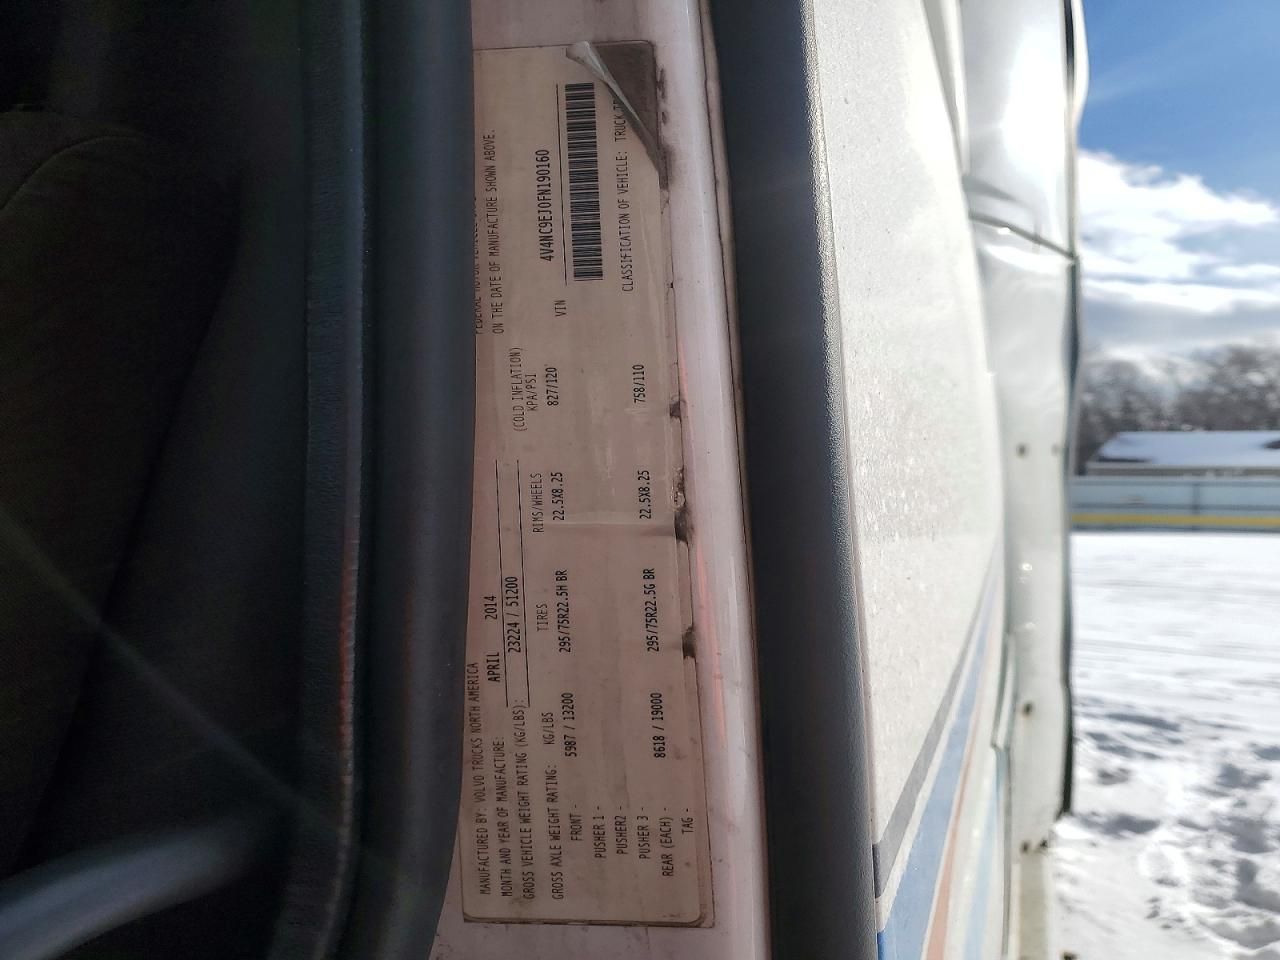 MANUFACTURED BY: VOLVO TRUCKS NORTH AMERICA
MONTH AND YEAR OF MANUFACTURE: APRIL 2014
GROSS VEHICLE WEIGHT RATING (KG/LBS): 23224 / 51200
GROSS AXLE WEIGHT RATING: KG/LBS TIRES RIMS/WHEELS (COLD INFLATION) KPA/PSI
FRONT - 5987 / 13200 295/75R22.5H BR 22.5X8.25 827/120
PUSHER 1 -
PUSHER2 -
PUSHER 3 -
REAR (EACH) - 8618 / 19000 295/75R22.5G BR 22.5X8.25 758/110
TAG -
FEDERAL MOTOR VEHICLE
ON THE DATE OF MANUFACTURE SHOWN ABOVE.
4V4NC9EJ0FN190160
VIN
CLASSIFICATION OF VEHICLE: TRUCK TR